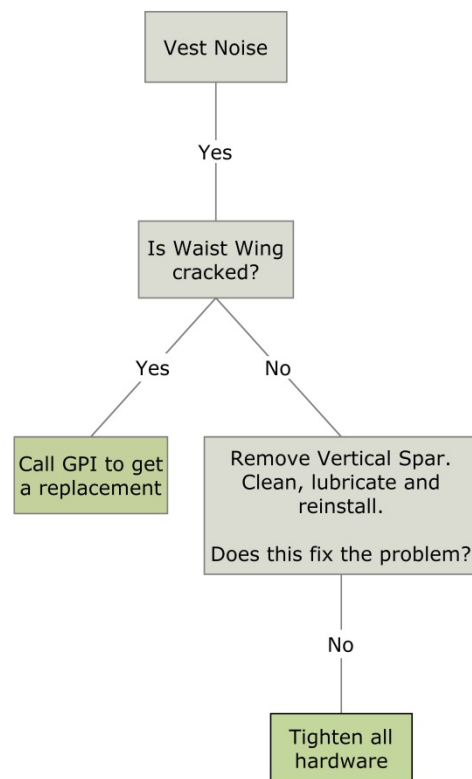 Vest Noise
Yes
Is Waist Wing
cracked?
Yes
No
Call GPI to get
a replacement
Remove Vertical Spar.
Clean, lubricate and
reinstall.
Does this fix the problem?
No
Tighten all
hardware